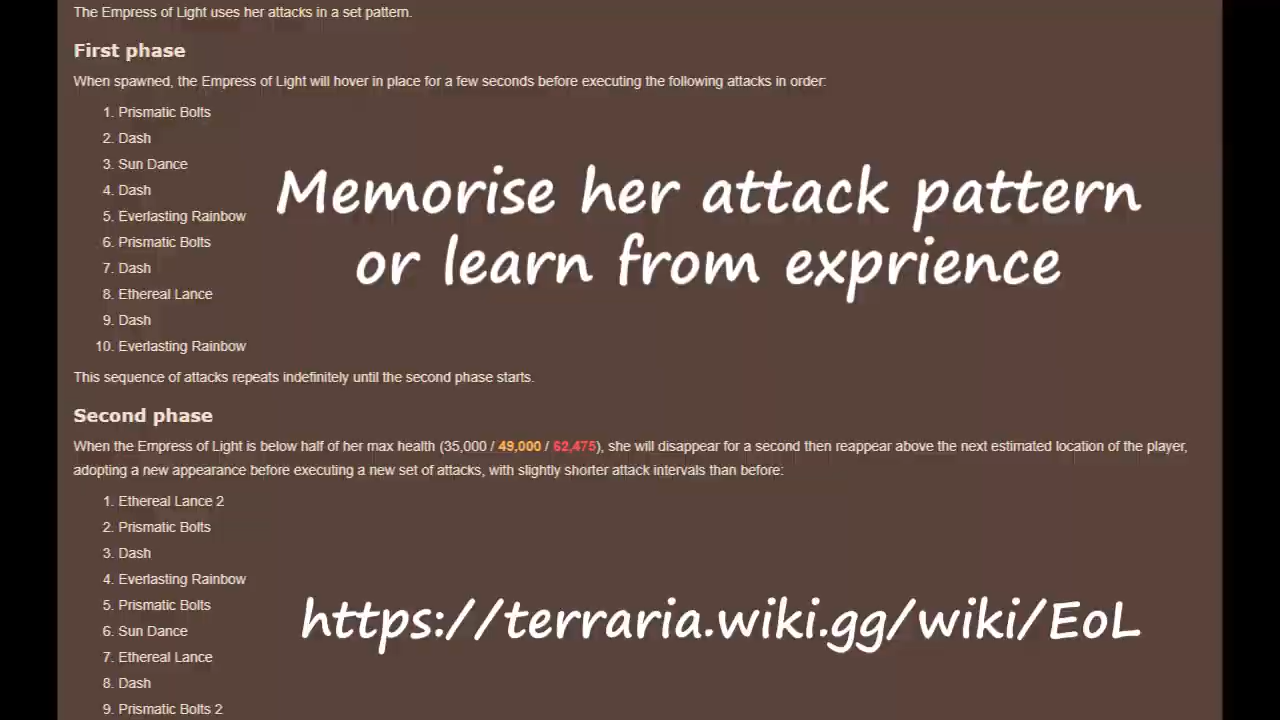 The Empress of Light uses her attacks in a set pattern.
First phase
When spawned, the Empress of Light will hover in place for a few seconds before executing the following attacks in order:
1. Prismatic Bolts
2. Dash
3. Sun Dance
4. Dash
5. Everlasting Rainbow
6. Prismatic Bolts
7. Dash
8. Ethereal Lance
9. Dash
10. Everlasting Rainbow
Memorise her attack pattern
or learn from exprience
This sequence of attacks repeats indefinitely until the second phase starts.
Second phase
When the Empress of Light is below half of her max health (35,000 / 49,000 / 62,475), she will disappear for a second then reappear above the next estimated location of the player,
adopting a new appearance before executing a new set of attacks, with slightly shorter attack intervals than before:
1. Ethereal Lance 2
2. Prismatic Bolts
3. Dash
4. Everlasting Rainbow
5. Prismatic Bolts
6. Sun Dance
7. Ethereal Lance
8. Dash
9. Prismatic Bolts 2
https://terraria.wiki.gg/wiki/EoL